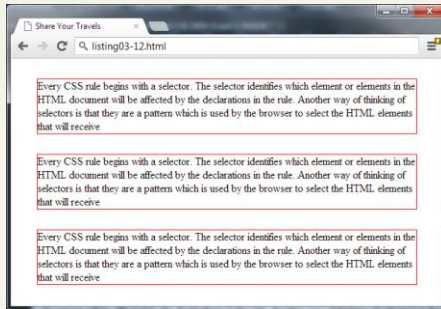 Share Your Travels
listing03-12.html
Every CSS rule begins with a selector. The selector identifies which element or elements in the
HTML document will be affected by the declarations in the rule. Another way of thinking of
selectors is that they are a pattern which is used by the browser to select the HTML elements
that will receive
Every CSS rule begins with a selector. The selector identifies which element or elements in the
HTML document will be affected by the declarations in the rule. Another way of thinking of
selectors is that they are a pattern which is used by the browser to select the HTML elements
that will receive
Every CSS rule begins with a selector. The selector identifies which element or elements in the
HTML document will be affected by the declarations in the rule. Another way of thinking of
selectors is that they are a pattern which is used by the browser to select the HTML elements
that will receive